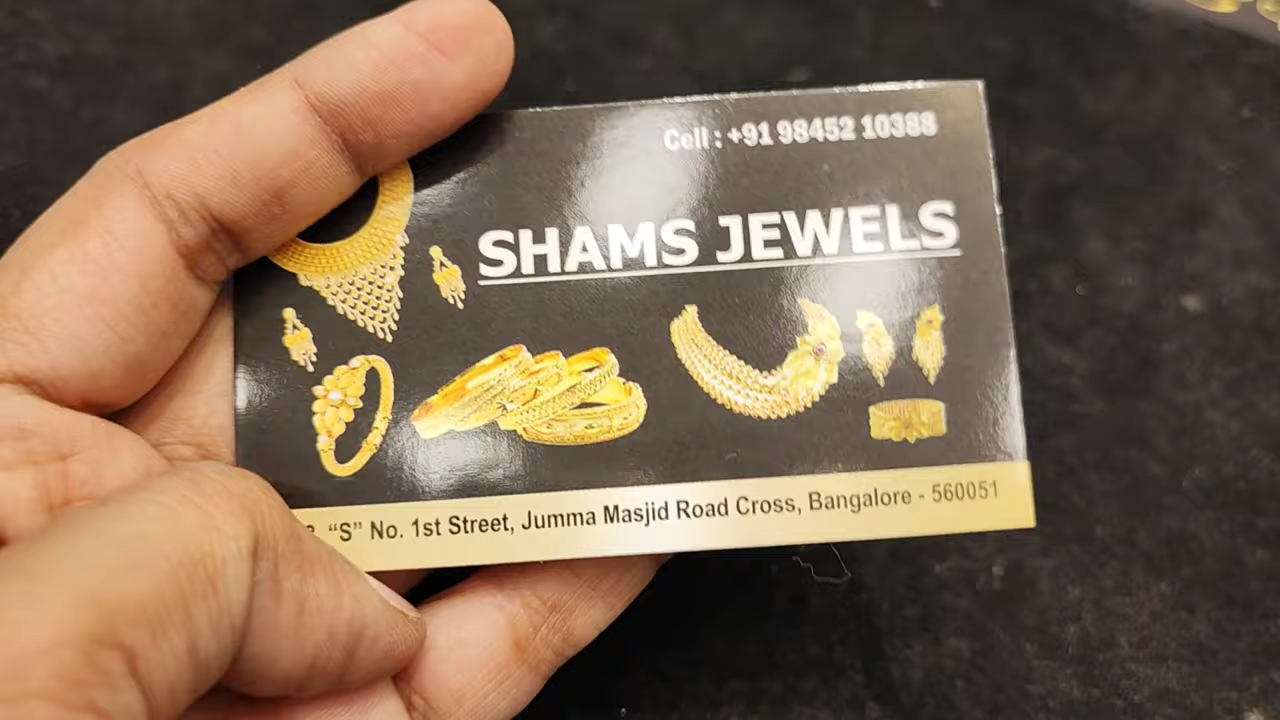 Cell : +91 98452 10388
SHAMS JEWELS
“S” No. 1st Street, Jumma Masjid Road Cross, Bangalore - 560051